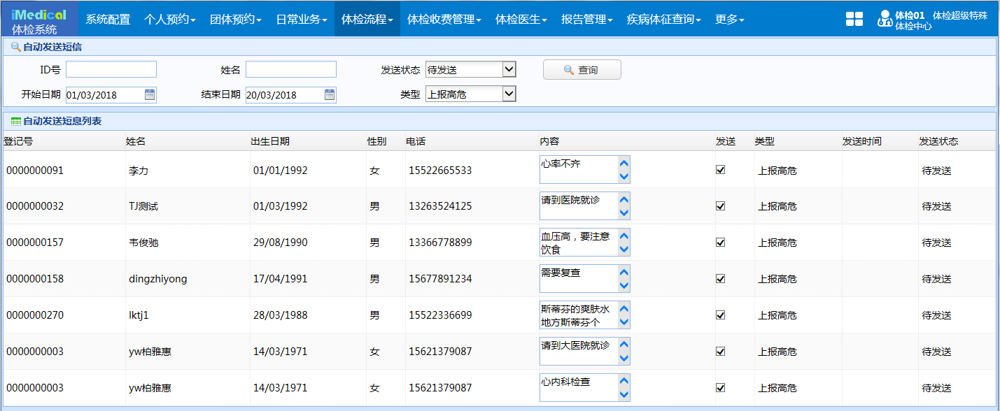 iMedical
体检系统
系统配置 个人预约 团体预约 日常业务 体检流程 体检收费管理 体检医生 报告管理 疾病体征查询 更多
体检01 体检超级特殊
体检中心
自动发送短信
ID号 姓名 发送状态 待发送 查询
开始日期 01/03/2018 结束日期 20/03/2018 类型 上报高危
自动发送短息列表
登记号 姓名 出生日期 性别 电话 内容 发送 类型 发送时间 发送状态
0000000091 李力 01/01/1992 女 15522665533 心率不齐 上报高危 待发送
0000000032 TJ测试 01/03/1992 男 13263524125 请到医院就诊 上报高危 待发送
0000000157 韦俊驰 29/08/1990 男 13366778899 血压高，要注意
饮食 上报高危 待发送
0000000158 dingzhiyong 17/04/1991 男 15677891234 需要复查 上报高危 待发送
0000000270 lktj1 28/03/1988 男 15522336699 斯蒂芬的爽肤水
地方斯蒂芬个 上报高危 待发送
0000000003 yw柏雅惠 14/03/1971 女 15621379087 请到大医院就诊 上报高危 待发送
0000000003 yw柏雅惠 14/03/1971 女 15621379087 心内科检查 上报高危 待发送